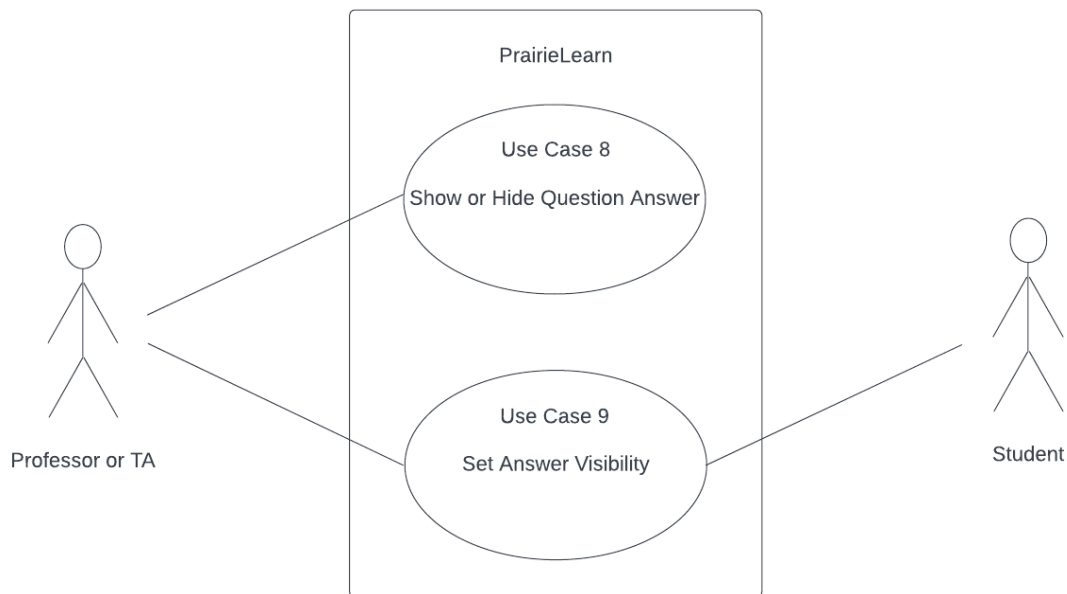 PrairieLearn
Use Case 8
Show or Hide Question Answer
Use Case 9
Set Answer Visibility
Professor or TA
Student